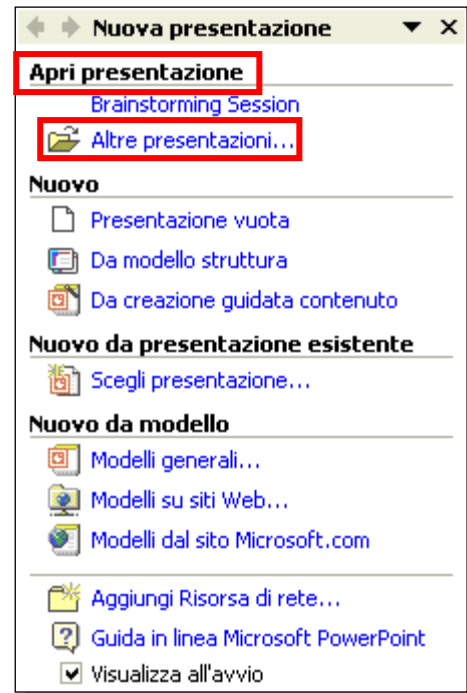 Nuova presentazione
Apri presentazione
Brainstorming Session
Altre presentazioni...
Nuovo
Presentazione vuota
Da modello struttura
Da creazione guidata contenuto
Nuovo da presentazione esistente
Scegli presentazione...
Nuovo da modello
Modelli generali...
Modelli su siti Web...
Modelli dal sito Microsoft.com
Aggiungi Risorsa di rete...
Guida in linea Microsoft PowerPoint
Visualizza all'avvio